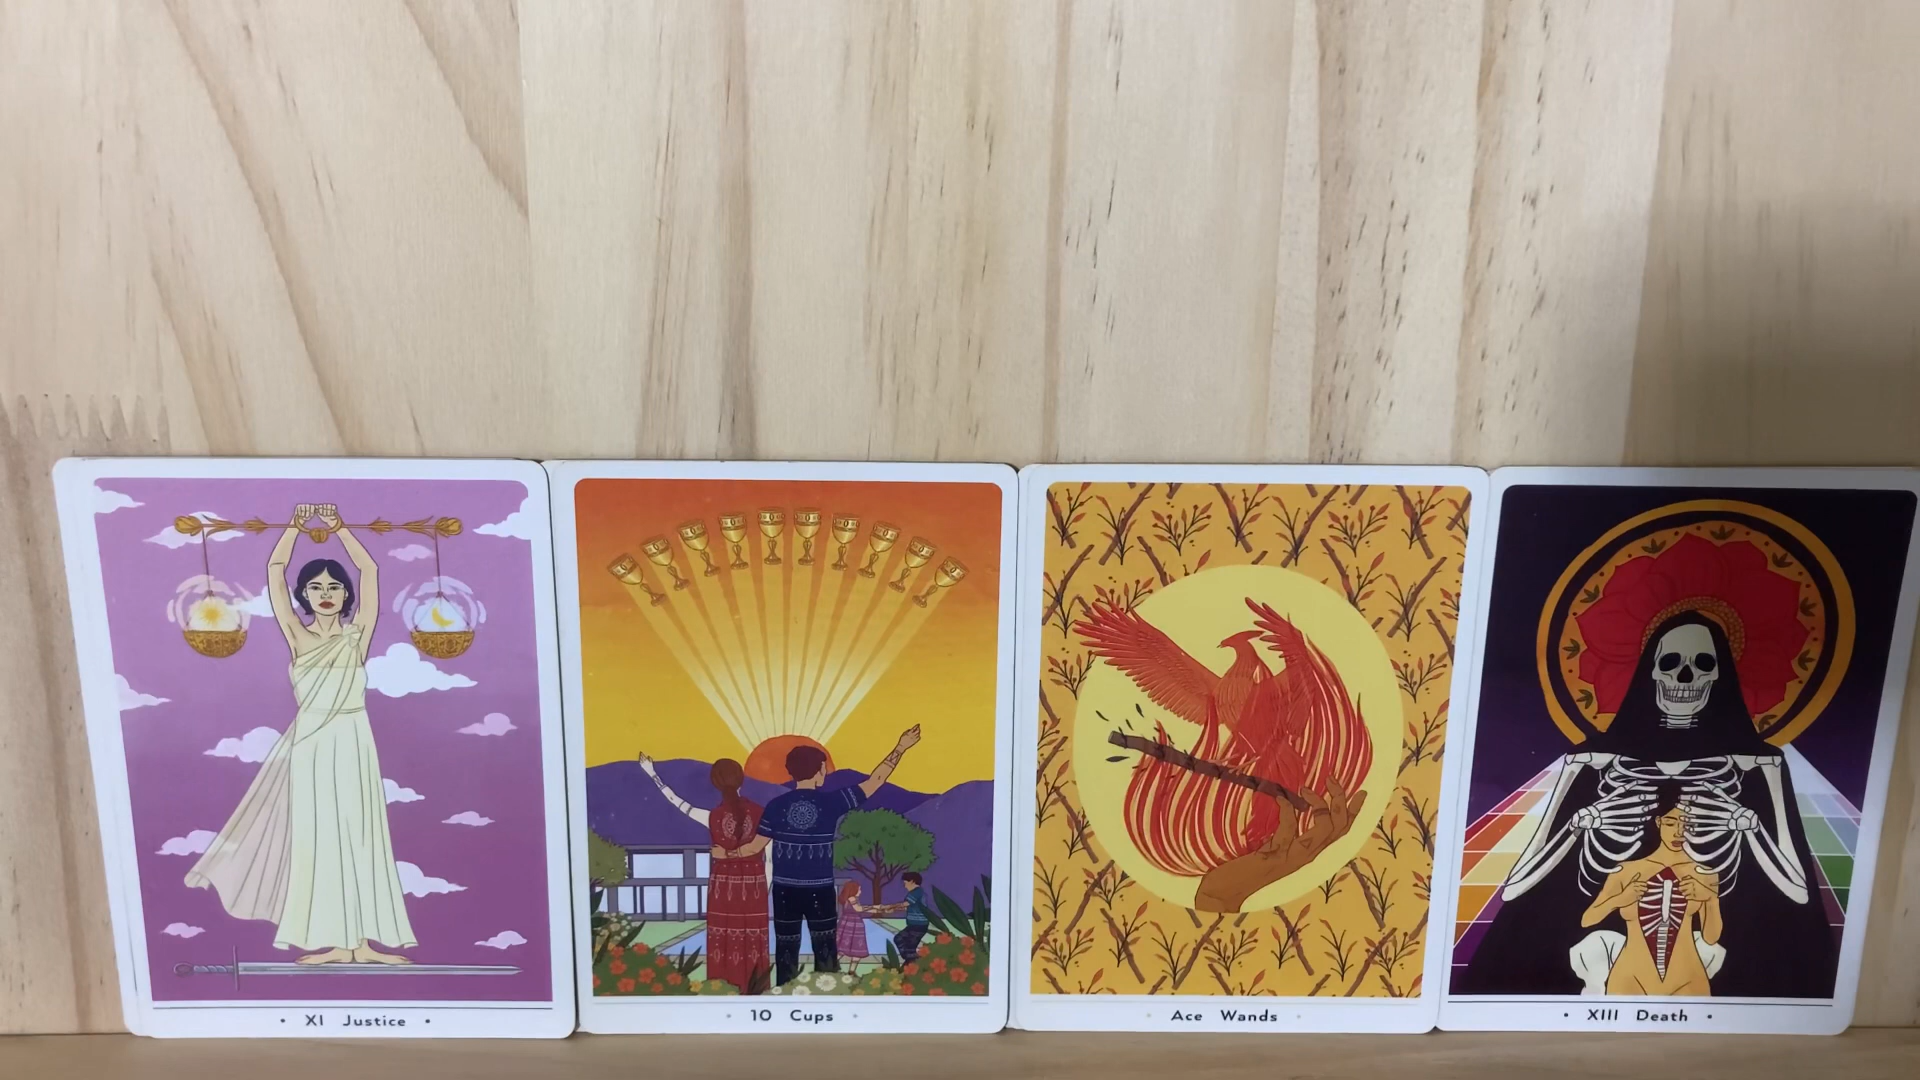 • XI Justice •
• 10 Cups •
• Ace Wands •
• XIII Death •